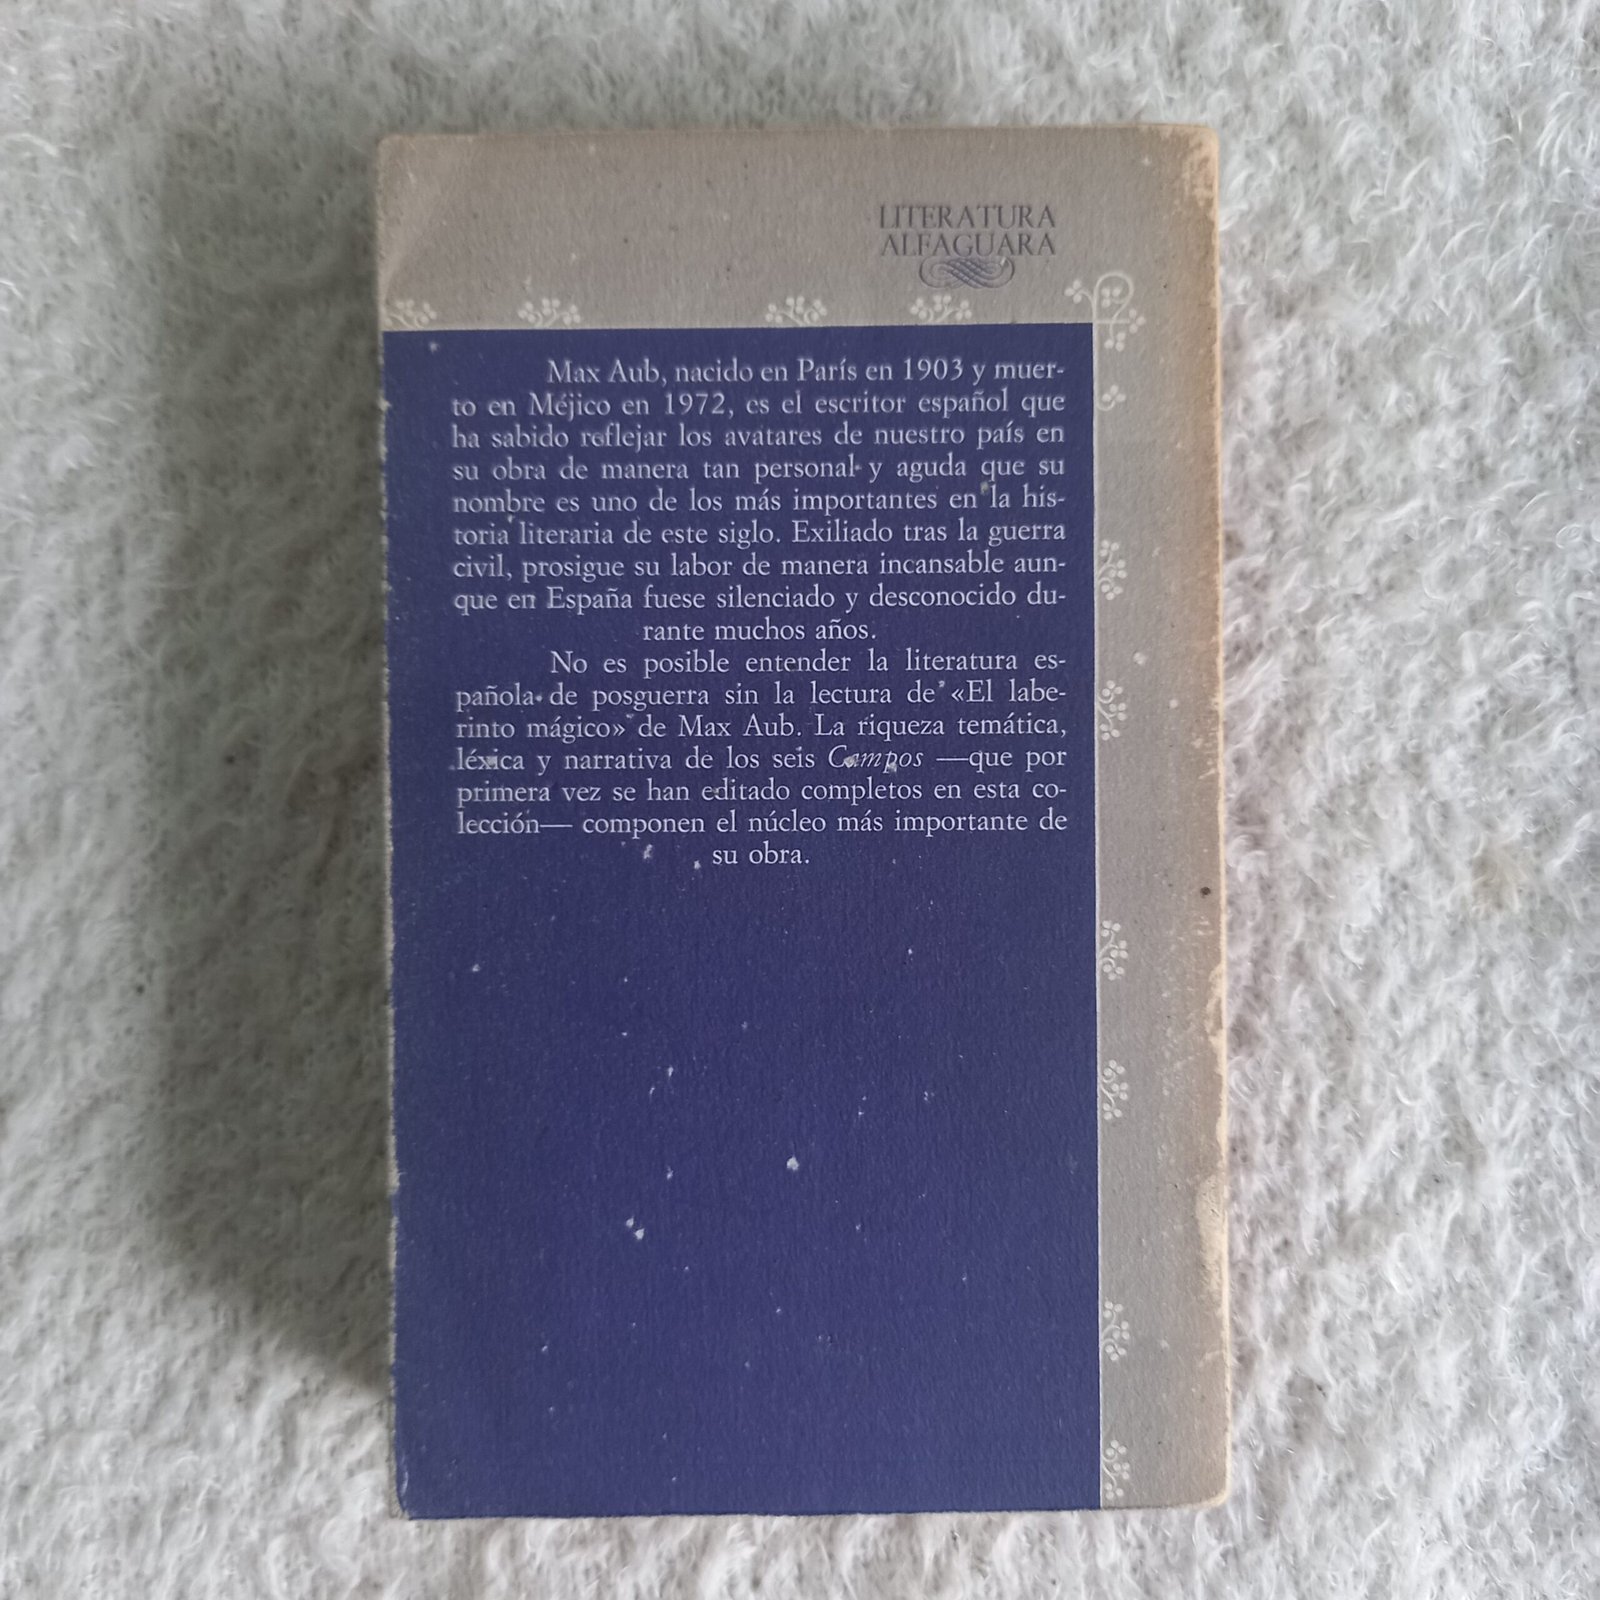 LITERATURA
ALFAGUARA
Max Aub, nacido en París en 1903 y muer-
to en Méjico en 1972, es el escritor español que
ha sabido reflejar los avatares de nuestro país en
su obra de manera tan personal y aguda que su
nombre es uno de los más importantes en la his-
toria literaria de este siglo. Exiliado tras la guerra
civil, prosigue su labor de manera incansable aun-
que en España fuese silenciado y desconocido du-
rante muchos años.
No es posible entender la literatura es-
pañola de posguerra sin la lectura de «El labe-
rinto mágico» de Max Aub. La riqueza temática,
léxica y narrativa de los seis Campos —que por
primera vez se han editado completos en esta co-
lección— componen el núcleo más importante de
su obra.